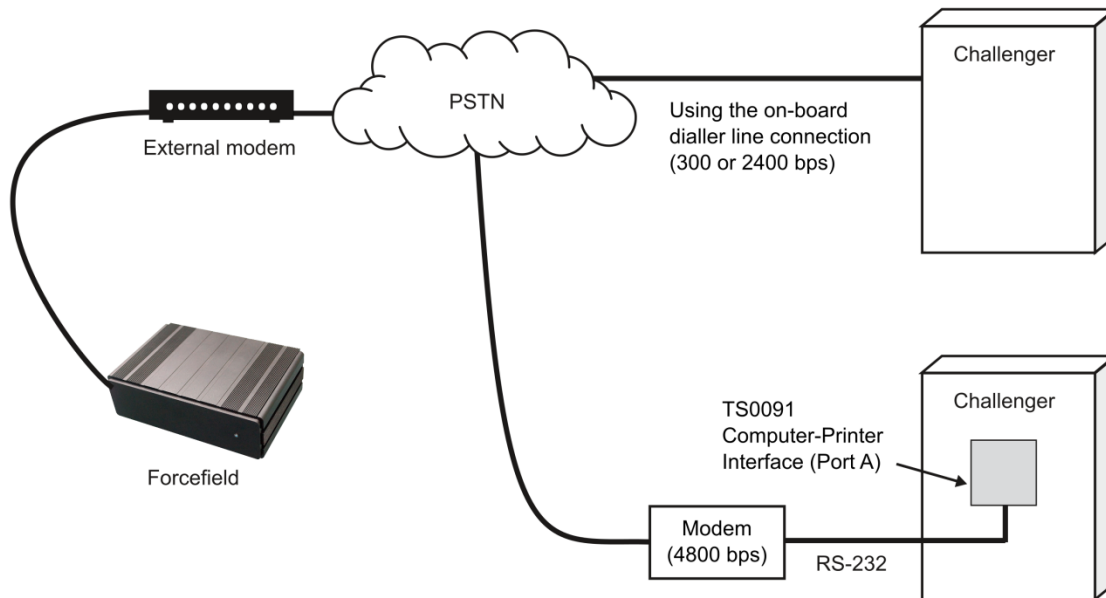 Challenger
PSTN
Using the on-board
dialler line connection
(300 or 2400 bps)
External modem
Forcefield
TS0091
Computer-Printer
Interface (Port A)
Challenger
Modem
(4800 bps)
RS-232